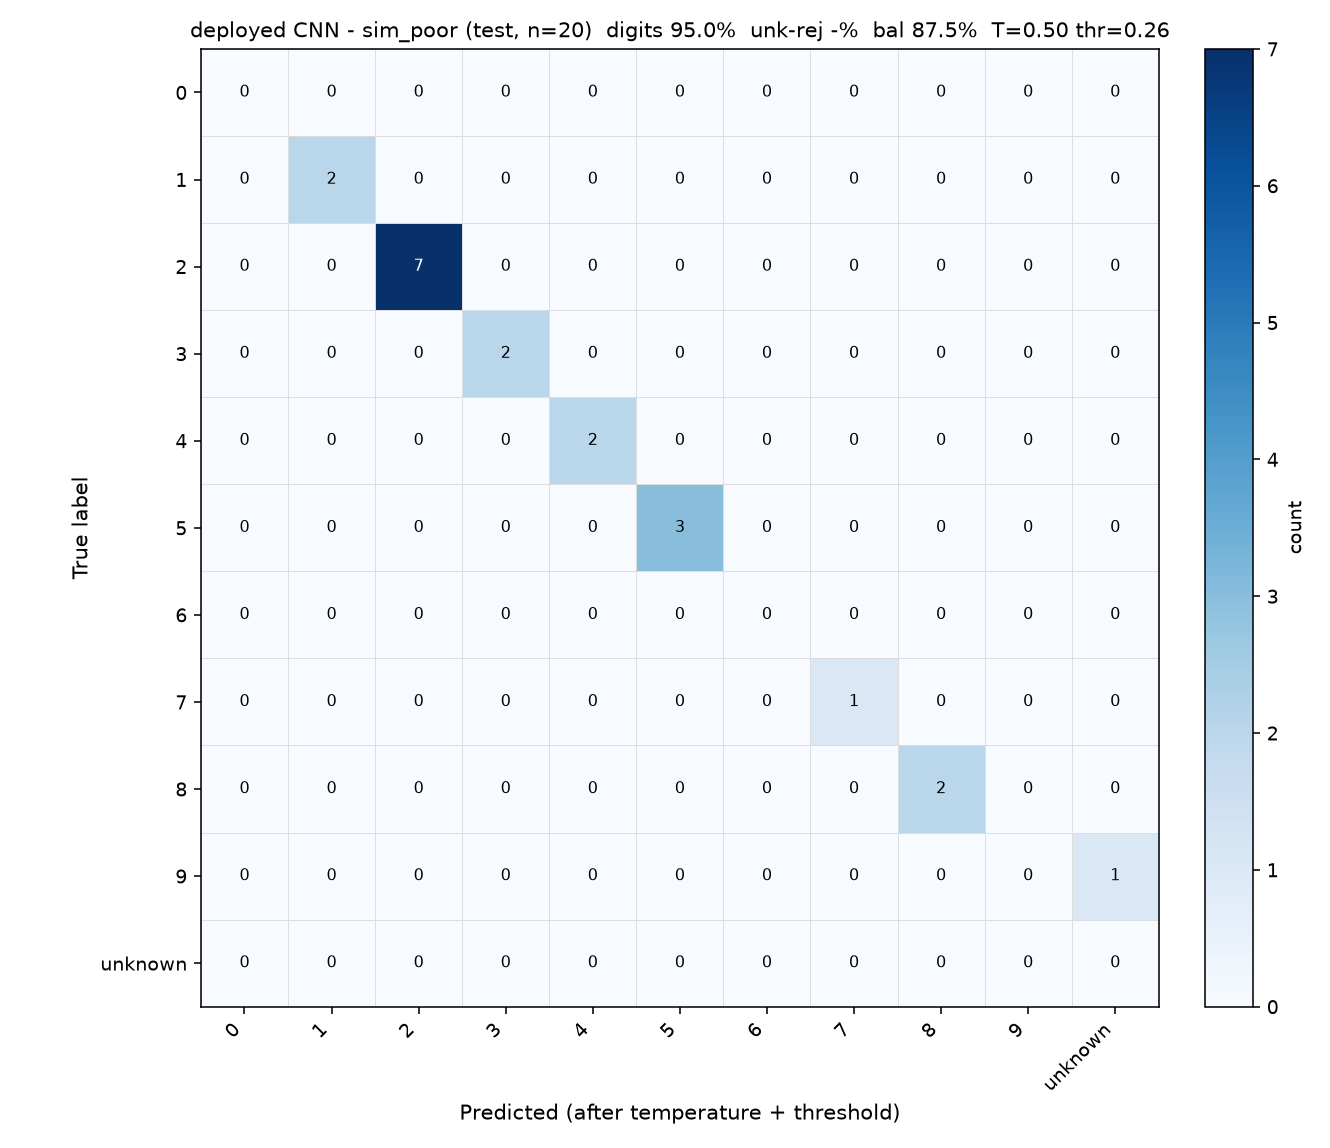 deployed CNN - sim_poor (test, n=20)  digits 95.0%  unk-rej -%  bal 87.5%  T=0.50 thr=0.26
0 0 0 0 0 0 0 0 0 0 0 0
1 0 2 0 0 0 0 0 0 0 0 0
2 0 0 7 0 0 0 0 0 0 0 0
3 0 0 0 2 0 0 0 0 0 0 0
4 0 0 0 0 2 0 0 0 0 0 0
5 0 0 0 0 0 3 0 0 0 0 0
6 0 0 0 0 0 0 0 0 0 0 0
7 0 0 0 0 0 0 0 1 0 0 0
8 0 0 0 0 0 0 0 0 2 0 0
9 0 0 0 0 0 0 0 0 0 0 1
unknown 0 0 0 0 0 0 0 0 0 0 0
0 1 2 3 4 5 6 7 8 9 unknown
Predicted (after temperature + threshold)
True label
7
6
5
4
3
2
1
0
count